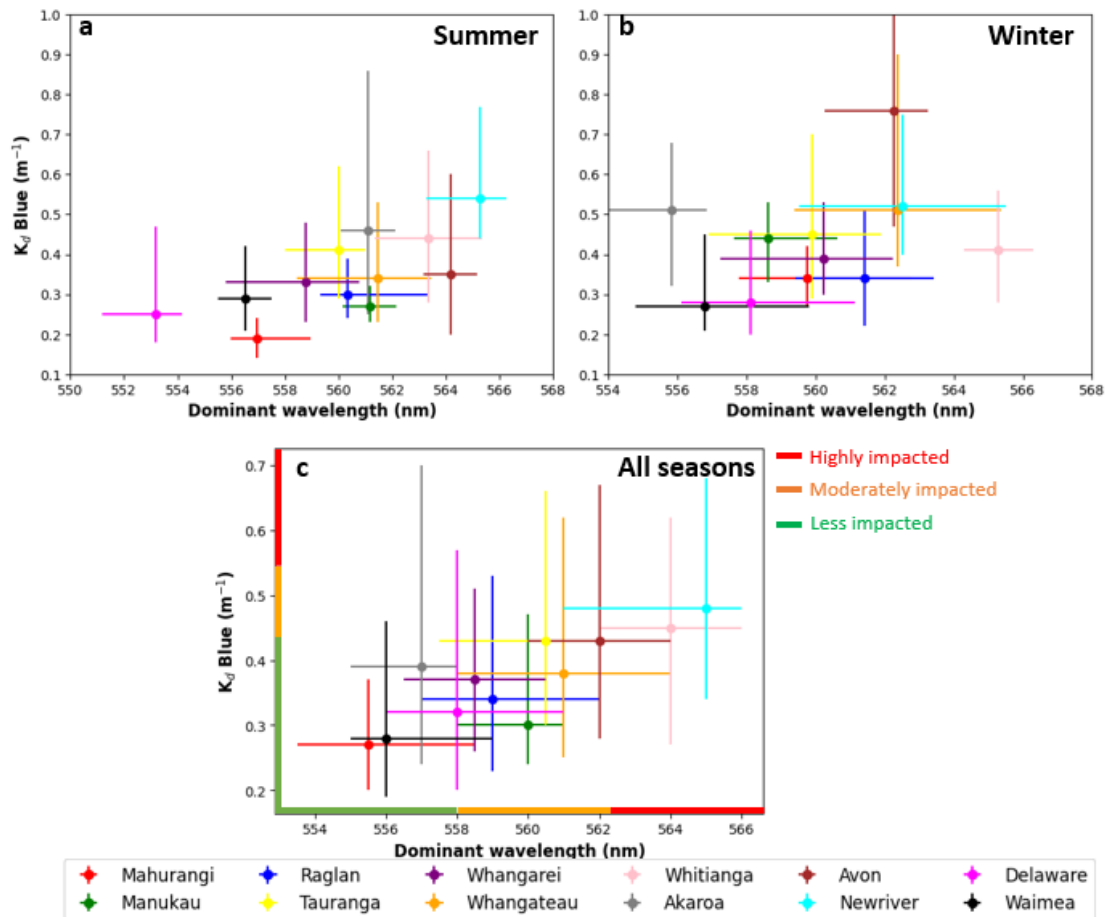 a Summer
b Winter
1.0
0.9
0.8
0.7
0.6
0.5
0.4
0.3
0.2
0.1
K_d Blue (m⁻¹)
550 552 554 556 558 560 562 564 566 568
Dominant wavelength (nm)
1.0
0.9
0.8
0.7
0.6
0.5
0.4
0.3
0.2
0.1
554 556 558 560 562 564 566 568
Dominant wavelength (nm)
c All seasons
0.7
0.6
0.5
0.4
0.3
0.2
K_d Blue (m⁻¹)
554 556 558 560 562 564 566
Dominant wavelength (nm)
Highly impacted
Moderately impacted
Less impacted
Mahurangi Raglan Whangarei Whitianga Avon Delaware
Manukau Tauranga Whangateau Akaroa Newriver Waimea